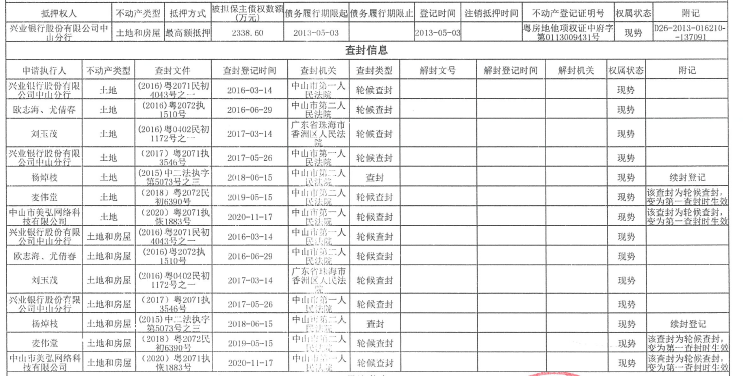 抵押权人 不动产类型 抵押方式 被担保主债权数额(万元) 债务履行期限起 债务履行期限止 登记时间 注销抵押时间 不动产登记证明号 权属状态 附记
兴业银行股份有限公司中山分行 土地和房屋 最高额抵押 2338.60 2013-05-03 2013-05-03 粤房地他项权证中府字第0113009431号 现势 D26-2013-016210--137091
查封信息
申请执行人 不动产类型 查封文件 查封登记时间 查封机关 查封类型 解封文号 解封登记时间 解封机关 权属状态 附记
兴业银行股份有限公司中山分行 土地 (2016)粤2071民初4043号之一 2016-03-14 中山市第一人民法院 轮候查封 现势
欧志海、尤倩春 土地 (2016)粤2072执1510号 2016-06-29 中山市第二人民法院 轮候查封 现势
刘玉茂 土地 (2016)粤0402民初1172号之一 2017-03-14 广东省珠海市香洲区人民法院 轮候查封 现势
兴业银行股份有限公司中山分行 土地 (2017)粤2071执3546号 2017-05-26 中山市第一人民法院 轮候查封 现势
杨焯枝 土地 (2015)中二法执字第5073号之三 2018-06-15 中山市第二人民法院 查封 现势 续封登记
麦伟堂 土地 (2018)粤2072民初6390号 2019-05-15 中山市第二人民法院 轮候查封 现势 该查封为轮候查封,变为第一查封时生效
中山市美弘网络科技有限公司 土地 (2020)粤2071执恢1883号 2020-11-17 中山市第一人民法院 轮候查封 现势 该查封为轮候查封,变为第一查封时生效
兴业银行股份有限公司中山分行 土地和房屋 (2016)粤2071民初4043号之一 2016-03-14 中山市第一人民法院 轮候查封 现势
欧志海、尤倩春 土地和房屋 (2016)粤2072执1510号 2016-06-29 中山市第二人民法院 轮候查封 现势
刘玉茂 土地和房屋 (2016)粤0402民初1172号之一 2017-03-14 广东省珠海市香洲区人民法院 轮候查封 现势
兴业银行股份有限公司中山分行 土地和房屋 (2017)粤2071执3546号 2017-05-26 中山市第一人民法院 轮候查封 现势
杨焯枝 土地和房屋 (2015)中二法执字第5073号之三 2018-06-15 中山市第二人民法院 查封 现势 续封登记
麦伟堂 土地和房屋 (2018)粤2072民初6390号 2019-05-15 中山市第二人民法院 轮候查封 现势 该查封为轮候查封,变为第一查封时生效
中山市美弘网络科技有限公司 土地和房屋 (2020)粤2071执恢1883号 2020-11-17 中山市第一人民法院 轮候查封 现势 该查封为轮候查封,变为第一查封时生效